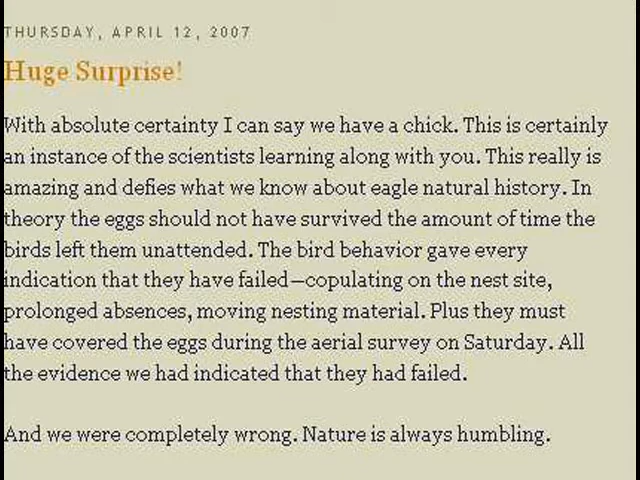 THURSDAY, APRIL 12, 2007
Huge Surprise!
With absolute certainty I can say we have a chick. This is certainly
an instance of the scientists learning along with you. This really is
amazing and defies what we know about eagle natural history. In
theory the eggs should not have survived the amount of time the
birds left them unattended. The bird behavior gave every
indication that they have failed—copulating on the nest site,
prolonged absences, moving nesting material. Plus they must
have covered the eggs during the aerial survey on Saturday. All
the evidence we had indicated that they had failed.
And we were completely wrong. Nature is always humbling.